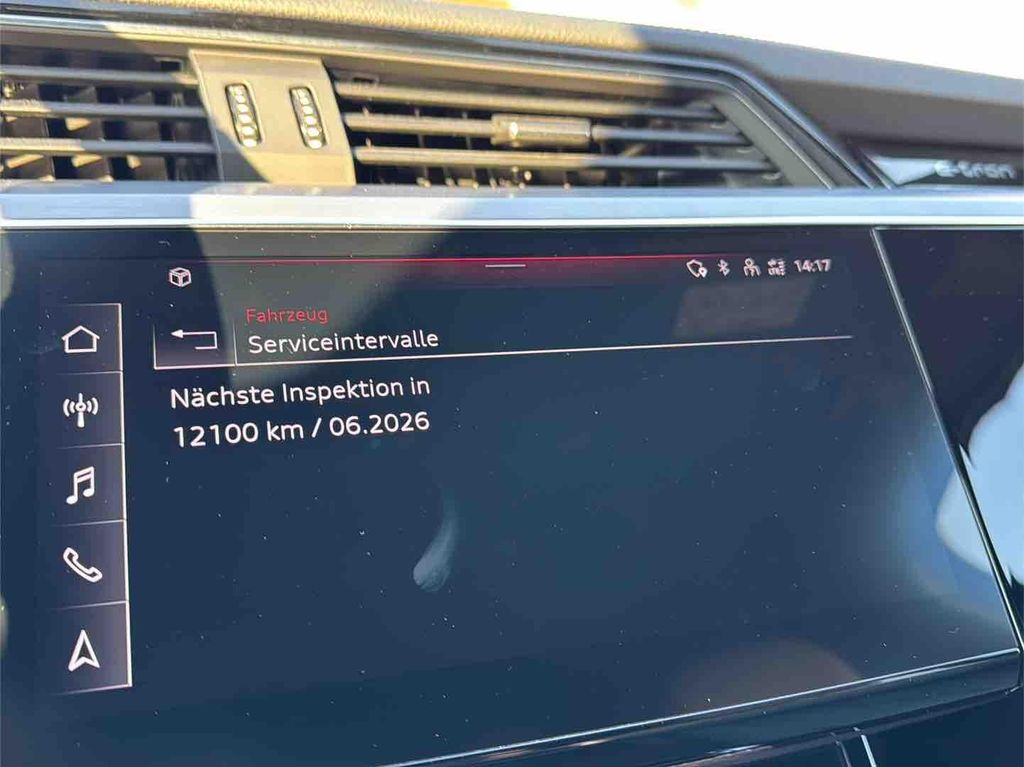 e-tron
14:17
Fahrzeug
Serviceintervalle
Nächste Inspektion in
12100 km / 06.2026